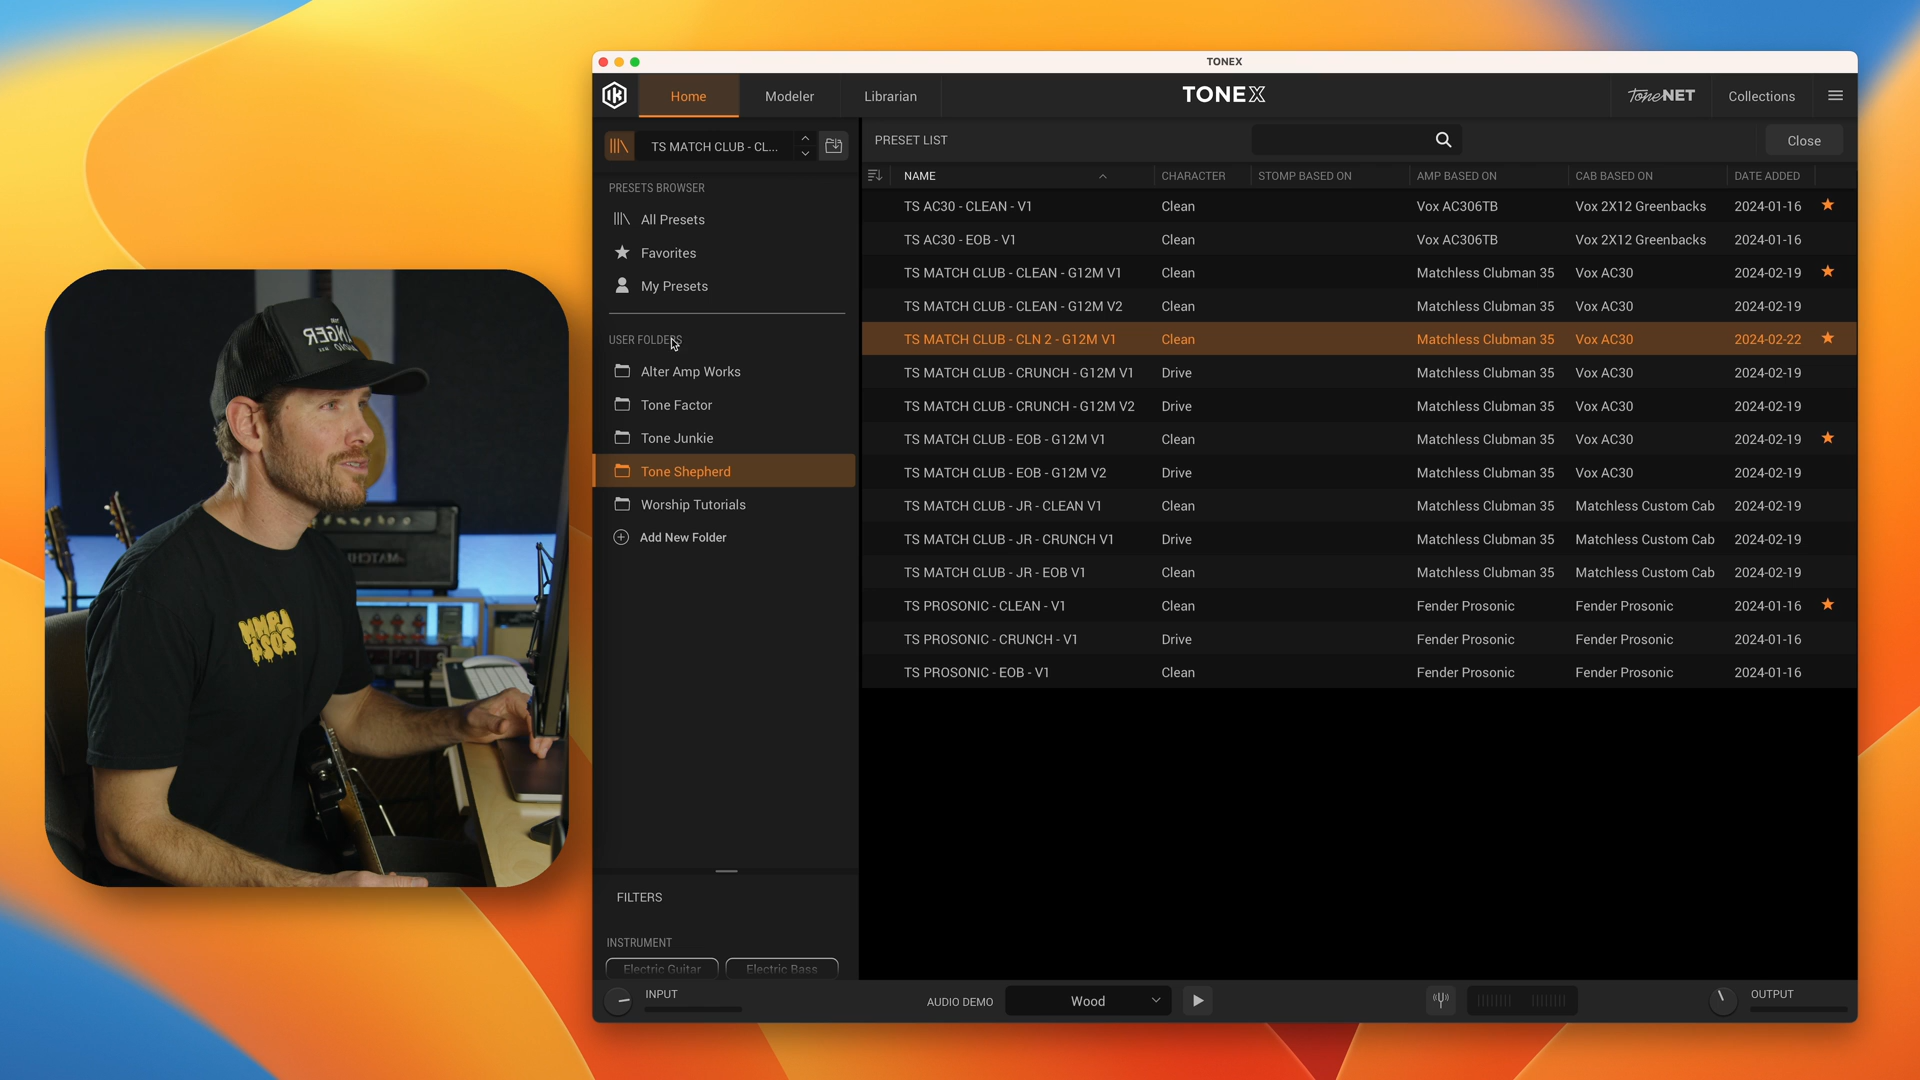 TONEX
Home
Modeler
Librarian
TONEX
ToneNET
Collections
TS MATCH CLUB - CL...
PRESET LIST
Close
PRESETS BROWSER
All Presets
Favorites
My Presets
USER FOLDERS
Alter Amp Works
Tone Factor
Tone Junkie
Tone Shepherd
Worship Tutorials
Add New Folder
NAME CHARACTER STOMP BASED ON AMP BASED ON CAB BASED ON DATE ADDED
TS AC30 - CLEAN - V1 Clean Vox AC306TB Vox 2X12 Greenbacks 2024-01-16
TS AC30 - EOB - V1 Clean Vox AC306TB Vox 2X12 Greenbacks 2024-01-16
TS MATCH CLUB - CLEAN - G12M V1 Clean Matchless Clubman 35 Vox AC30 2024-02-19
TS MATCH CLUB - CLEAN - G12M V2 Clean Matchless Clubman 35 Vox AC30 2024-02-19
TS MATCH CLUB - CLN 2 - G12M V1 Clean Matchless Clubman 35 Vox AC30 2024-02-22
TS MATCH CLUB - CRUNCH - G12M V1 Drive Matchless Clubman 35 Vox AC30 2024-02-19
TS MATCH CLUB - CRUNCH - G12M V2 Drive Matchless Clubman 35 Vox AC30 2024-02-19
TS MATCH CLUB - EOB - G12M V1 Clean Matchless Clubman 35 Vox AC30 2024-02-19
TS MATCH CLUB - EOB - G12M V2 Drive Matchless Clubman 35 Vox AC30 2024-02-19
TS MATCH CLUB - JR - CLEAN V1 Clean Matchless Clubman 35 Matchless Custom Cab 2024-02-19
TS MATCH CLUB - JR - CRUNCH V1 Drive Matchless Clubman 35 Matchless Custom Cab 2024-02-19
TS MATCH CLUB - JR - EOB V1 Clean Matchless Clubman 35 Matchless Custom Cab 2024-02-19
TS PROSONIC - CLEAN - V1 Clean Fender Prosonic Fender Prosonic 2024-01-16
TS PROSONIC - CRUNCH - V1 Drive Fender Prosonic Fender Prosonic 2024-01-16
TS PROSONIC - EOB - V1 Clean Fender Prosonic Fender Prosonic 2024-01-16
FILTERS
INSTRUMENT
Electric Guitar
Electric Bass
INPUT
AUDIO DEMO
Wood
OUTPUT